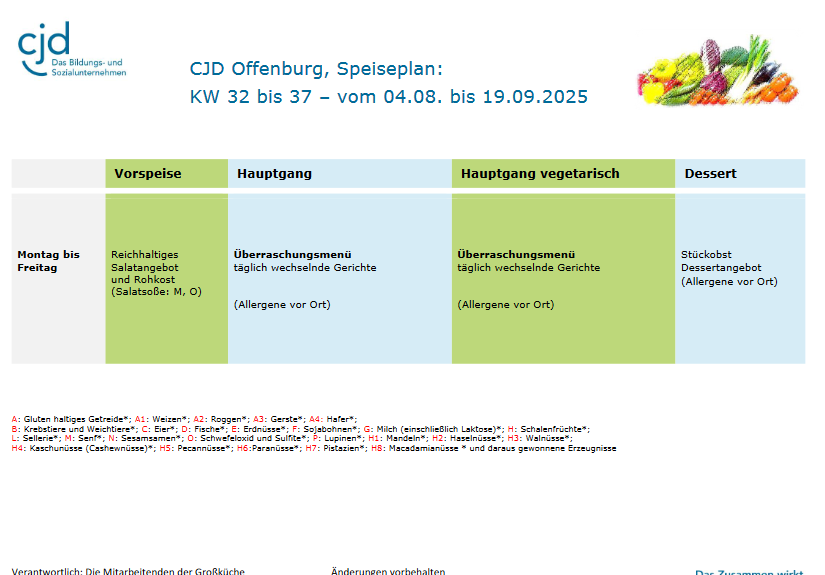 cjd
Das Bildungs- und
Sozialunternehmen
CJD Offenburg, Speiseplan:
KW 32 bis 37 – vom 04.08. bis 19.09.2025
Vorspeise Hauptgang Hauptgang vegetarisch Dessert
Montag bis
Freitag
Reichhaltiges
Salatangebot
und Rohkost
(Salatsoße: M, O)
Überraschungsmenü
täglich wechselnde Gerichte
(Allergene vor Ort)
Überraschungsmenü
täglich wechselnde Gerichte
(Allergene vor Ort)
Stückobst
Dessertangebot
(Allergene vor Ort)
A: Gluten haltiges Getreide*; A1: Weizen*; A2: Roggen*; A3: Gerste*; A4: Hafer*;
B: Krebstiere und Weichtiere*; C: Eier*; D: Fische*; E: Erdnüsse*; F: Sojabohnen*; G: Milch (einschließlich Laktose)*; H: Schalenfrüchte*;
L: Sellerie*; M: Senf*; N: Sesamsamen*; O: Schwefeloxid und Sulfite*; P: Lupinen*; H1: Mandeln*; H2: Haselnüsse*; H3: Walnüsse*;
H4: Kaschunüsse (Cashewnüsse)*; H5: Pecannüsse*; H6:Paranüsse*; H7: Pistazien*; H8: Macadamianüsse * und daraus gewonnene Erzeugnisse
Verantwortlich: Die Mitarbeitenden der Großküche Änderungen vorbehalten Das Zusammen wirkt